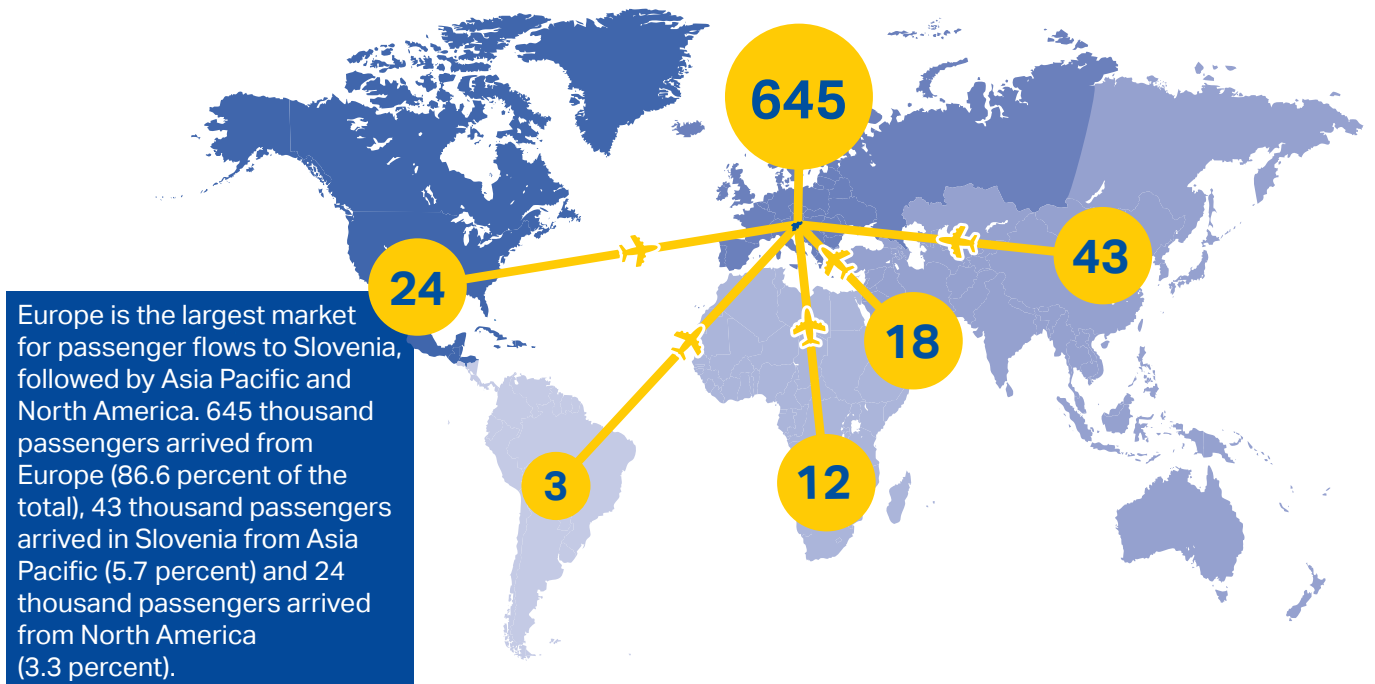 645
43
24
18
12
3
Europe is the largest market
for passenger flows to Slovenia,
followed by Asia Pacific and
North America. 645 thousand
passengers arrived from
Europe (86.6 percent of the
total), 43 thousand passengers
arrived in Slovenia from Asia
Pacific (5.7 percent) and 24
thousand passengers arrived
from North America
(3.3 percent).